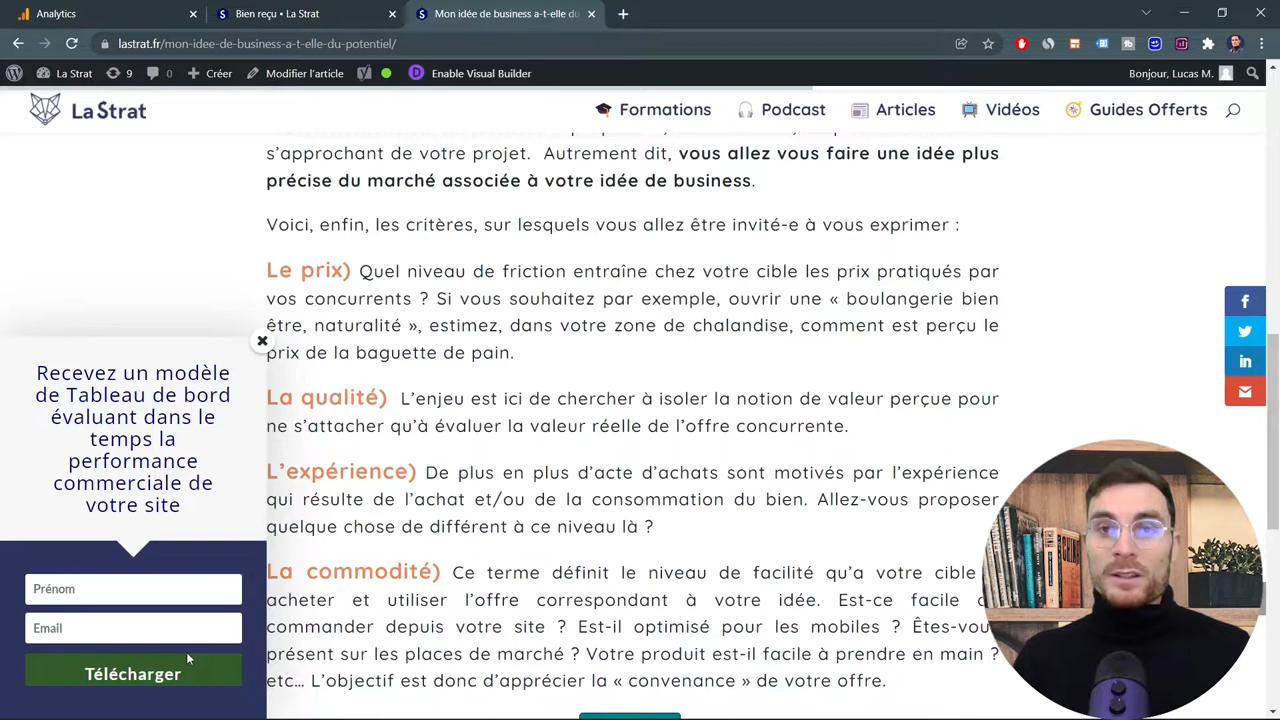 Analytics
Bien reçu • La Strat
Mon idée de business a-t-elle du
lastrat.fr/mon-idee-de-business-a-t-elle-du-potentiel/
La Strat
9
0
Créer
Modifier l'article
Enable Visual Builder
Bonjour, Lucas M.
La Strat
Formations
Podcast
Articles
Vidéos
Guides Offerts
s'approchant de votre projet. Autrement dit, vous allez vous faire une idée plus
précise du marché associée à votre idée de business.
Voici, enfin, les critères, sur lesquels vous allez être invité-e à vous exprimer :
Le prix) Quel niveau de friction entraîne chez votre cible les prix pratiqués par
vos concurrents ? Si vous souhaitez par exemple, ouvrir une « boulangerie bien
être, naturalité », estimez, dans votre zone de chalandise, comment est perçu le
prix de la baguette de pain.
La qualité) L'enjeu est ici de chercher à isoler la notion de valeur perçue pour
ne s'attacher qu'à évaluer la valeur réelle de l'offre concurrente.
L'expérience) De plus en plus d'acte d'achats sont motivés par l'expérience
qui résulte de l'achat et/ou de la consommation du bien. Allez-vous proposer
quelque chose de différent à ce niveau là ?
La commodité) Ce terme définit le niveau de facilité qu'a votre cible
acheter et utiliser l'offre correspondant à votre idée. Est-ce facile
commander depuis votre site ? Est-il optimisé pour les mobiles ? Êtes-vou
présent sur les places de marché ? Votre produit est-il facile à prendre en main ?
etc... L'objectif est donc d'apprécier la « convenance » de votre offre.
Recevez un modèle
de Tableau de bord
évaluant dans le
temps la
performance
commerciale de
votre site
Prénom
Email
Télécharger